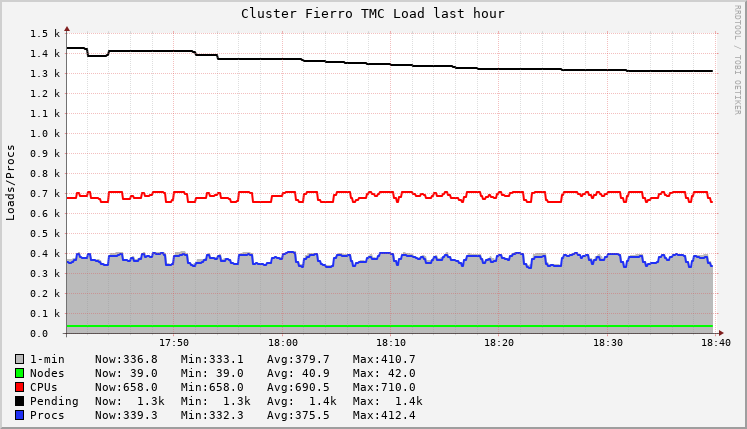 Cluster Fierro TMC Load last hour
RRDTOOL / TOBI OETIKER
Loads/Procs
1.5 k
1.4 k
1.3 k
1.2 k
1.1 k
1.0 k
0.9 k
0.8 k
0.7 k
0.6 k
0.5 k
0.4 k
0.3 k
0.2 k
0.1 k
0.0
17:50 18:00 18:10 18:20 18:30 18:40
1-min Now:336.8 Min:333.1 Avg:379.7 Max:410.7
Nodes Now: 39.0 Min: 39.0 Avg: 40.9 Max: 42.0
CPUs Now:658.0 Min:658.0 Avg:690.5 Max:710.0
Pending Now: 1.3k Min: 1.3k Avg: 1.4k Max: 1.4k
Procs Now:339.3 Min:332.3 Avg:375.5 Max:412.4